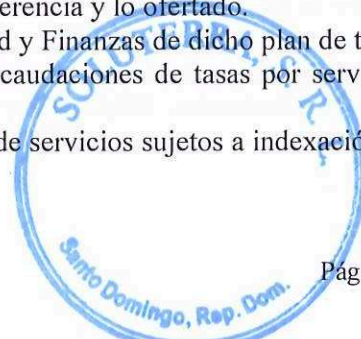 erencia y lo ofertado.
d y Finanzas de dicho plan de t
caudaciones de tasas por serv
de servicios sujetos a indexació
Pág
SOLUTERRA, S. R. L.
Santo Domingo, Rep. Dom.